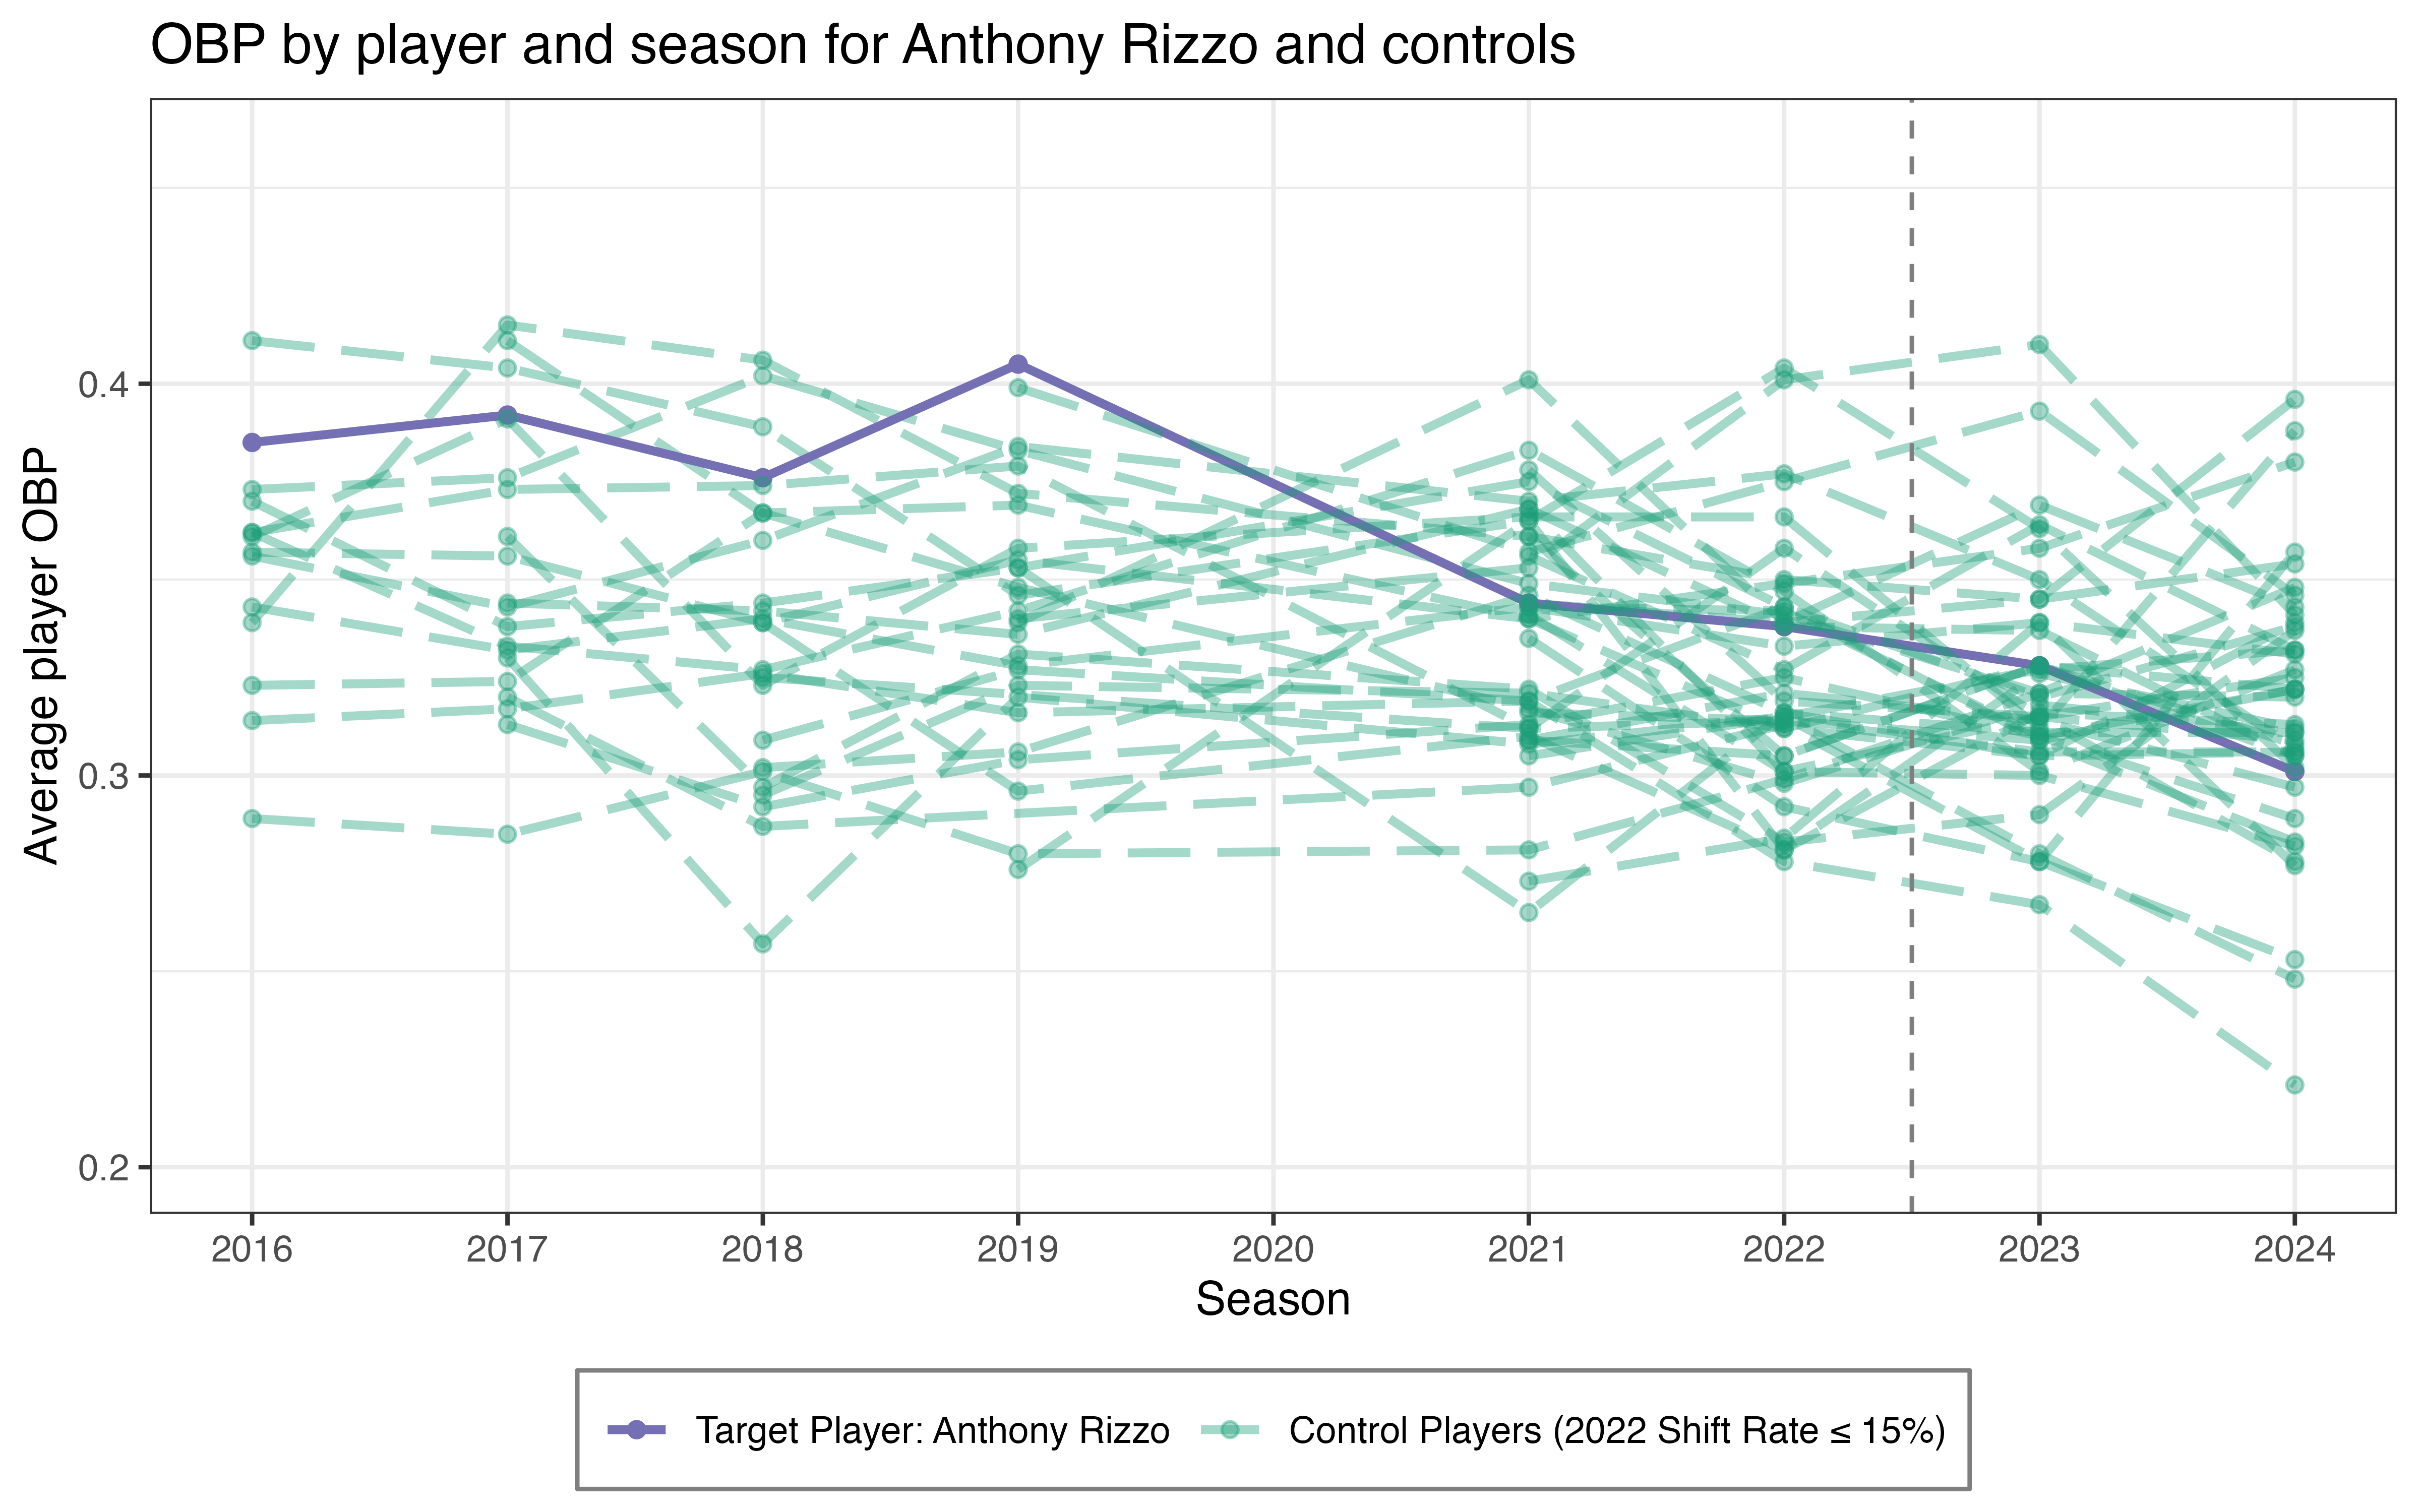 OBP by player and season for Anthony Rizzo and controls
Average player OBP
0.4
0.3
0.2
2016 2017 2018 2019 2020 2021 2022 2023 2024
Season
Target Player: Anthony Rizzo Control Players (2022 Shift Rate ≤ 15%)